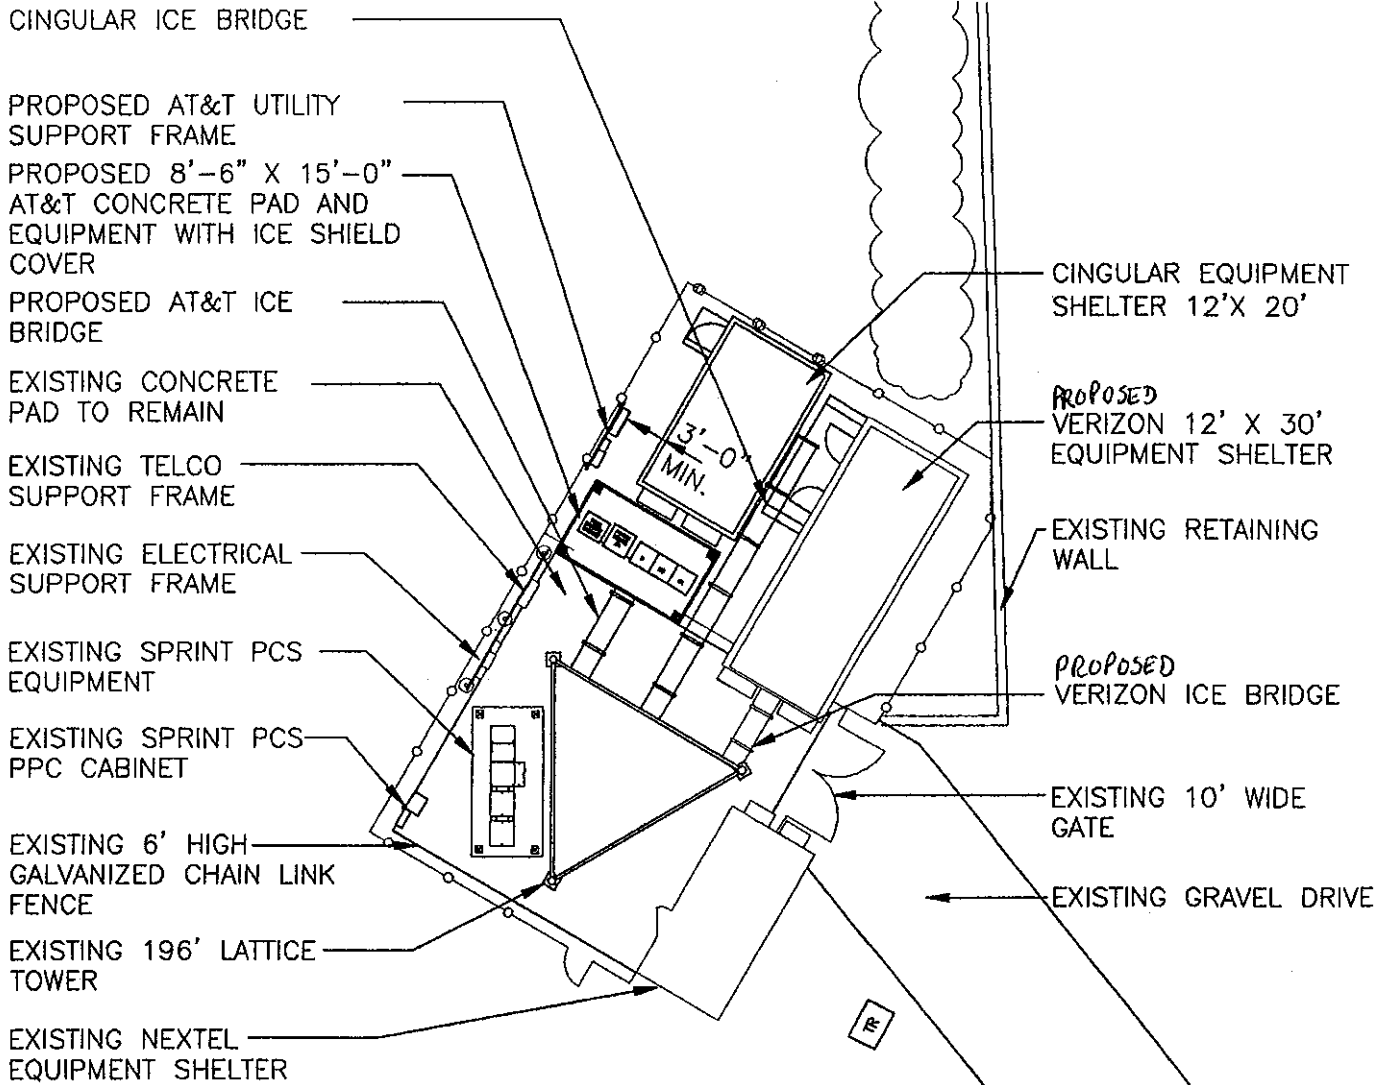 CINGULAR ICE BRIDGE
PROPOSED AT&T UTILITY
SUPPORT FRAME
PROPOSED 8'-6" X 15'-0"
AT&T CONCRETE PAD AND
EQUIPMENT WITH ICE SHIELD
COVER
PROPOSED AT&T ICE
BRIDGE
EXISTING CONCRETE
PAD TO REMAIN
EXISTING TELCO
SUPPORT FRAME
EXISTING ELECTRICAL
SUPPORT FRAME
EXISTING SPRINT PCS
EQUIPMENT
EXISTING SPRINT PCS
PPC CABINET
EXISTING 6' HIGH
GALVANIZED CHAIN LINK
FENCE
EXISTING 196' LATTICE
TOWER
EXISTING NEXTEL
EQUIPMENT SHELTER
3'-0"
MIN.
TR
CINGULAR EQUIPMENT
SHELTER 12'X 20'
PROPOSED
VERIZON 12' X 30'
EQUIPMENT SHELTER
EXISTING RETAINING
WALL
PROPOSED
VERIZON ICE BRIDGE
EXISTING 10' WIDE
GATE
EXISTING GRAVEL DRIVE